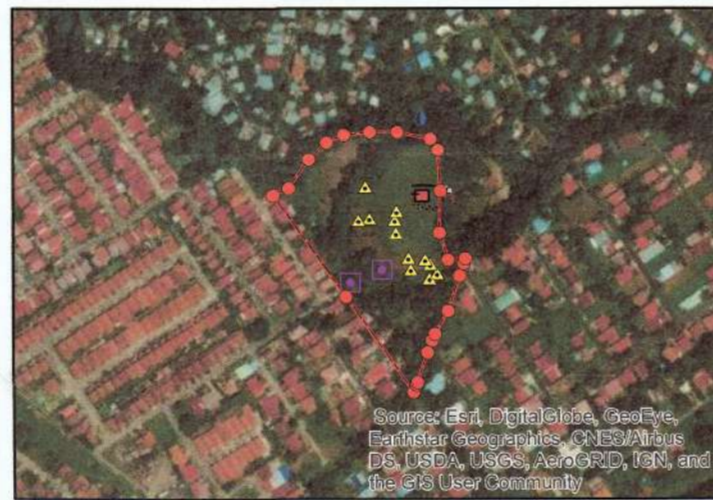 Source: Esri, DigitalGlobe, GeoEye,
Earthstar Geographics, CNES/Airbus
DS, USDA, USGS, AeroGRID, IGN, and
the GIS User Community